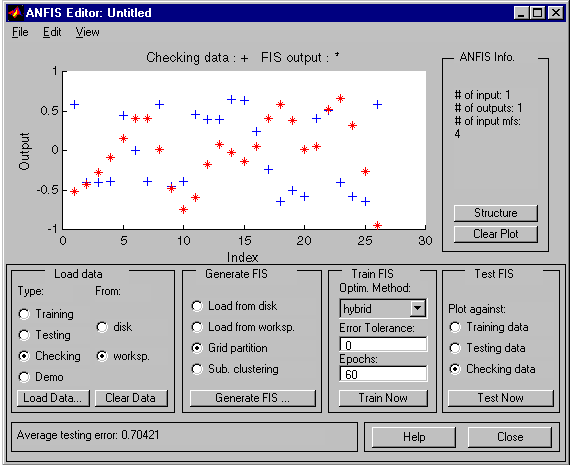 ANFIS Editor: Untitled
File Edit View
Checking data : + FIS output : *
ANFIS Info.
# of input: 1
# of outputs: 1
# of input mfs:
4
Structure
Clear Plot
Output
1
0.5
0
-0.5
-1
0 5 10 15 20 25 30
Index
Load data
Type: From:
Training
Testing
Checking
Demo
disk
worksp.
Load Data... Clear Data
Generate FIS
Load from disk
Load from worksp.
Grid partition
Sub. clustering
Generate FIS ...
Train FIS
Optim. Method:
hybrid
Error Tolerance:
0
Epochs:
60
Train Now
Test FIS
Plot against:
Training data
Testing data
Checking data
Test Now
Average testing error: 0.70421
Help Close